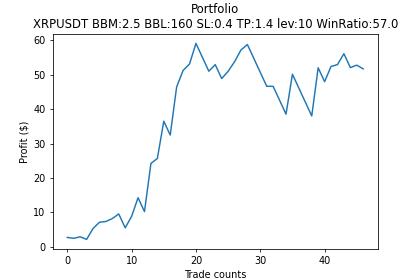 Portfolio
XRPUSDT BBM:2.5 BBL:160 SL:0.4 TP:1.4 lev:10 WinRatio:57.0
60
50
40
30
20
10
0
Profit ($)
0 10 20 30 40
Trade counts